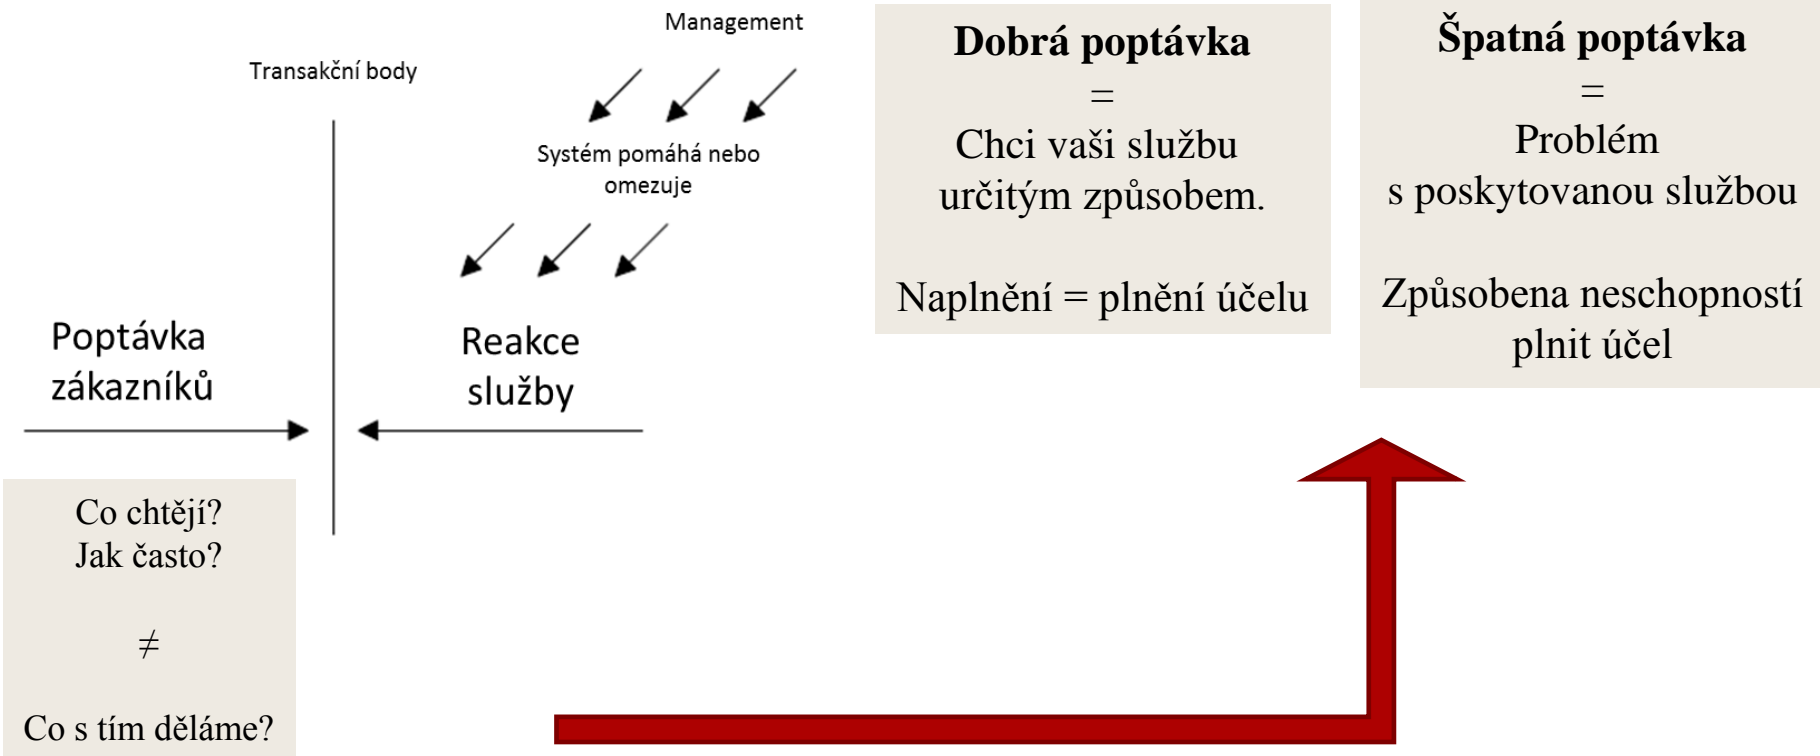 Management
Transakční body
Systém pomáhá nebo
omezuje
Poptávka
zákazníků
Reakce
služby
Co chtějí?
Jak často?
≠
Co s tím děláme?
Dobrá poptávka
=
Chci vaši službu
určitým způsobem.
Naplnění = plnění účelu
Špatná poptávka
=
Problém
s poskytovanou službou
Způsobena neschopností
plnit účel